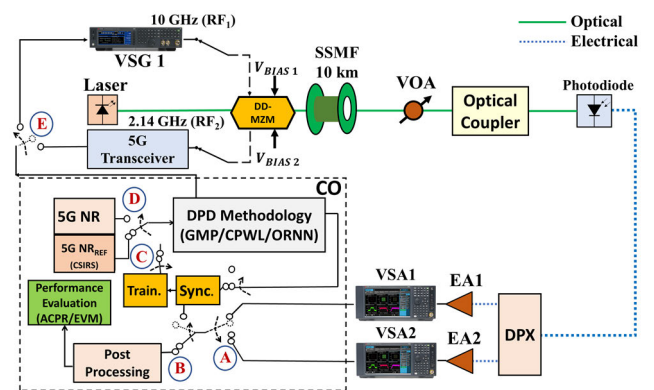 10 GHz (RF1)
VSG 1
Optical
Electrical
Laser
VBIAS 1
SSMF
10 km
VOA
Photodiode
DD-
MZM
Optical
Coupler
2.14 GHz (RF2)
E
5G
Transceiver
VBIAS 2
CO
D
5G NR
DPD Methodology
(GMP/CPWL/ORNN)
5G NRREF
(CSIRS)
C
Performance
Evaluation
(ACPR/EVM)
Train.
Sync.
VSA1
EA1
VSA2
EA2
DPX
Post
Processing
B
A